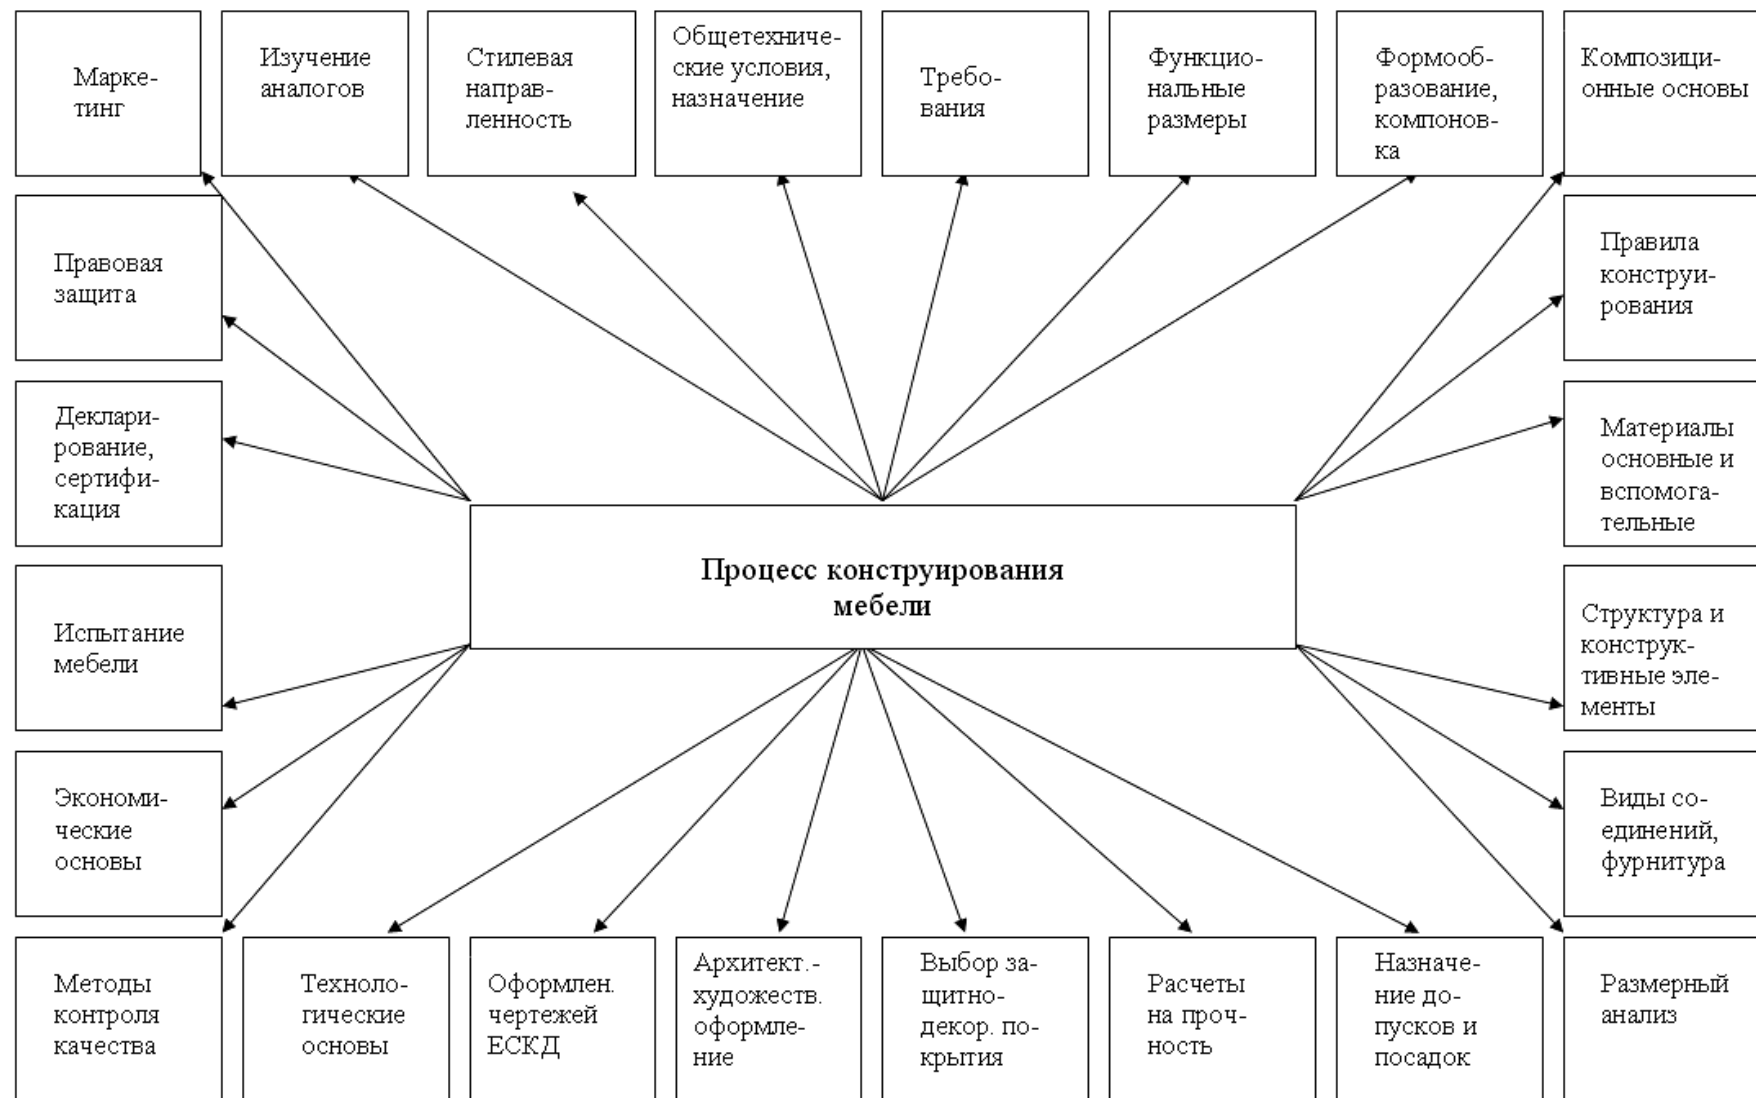 Марке-
тинг
Изучение
аналогов
Стилевая
направ-
ленность
Общетехниче-
ские условия,
назначение
Требо-
вания
Функцио-
нальные
размеры
Формооб-
разование,
компонов-
ка
Композици-
онные основы
Правовая
защита
Правила
конструи-
рования
Деклари-
рование,
сертифи-
кация
Материалы
основные и
вспомога-
тельные
Процесс конструирования
мебели
Испытание
мебели
Структура и
конструк-
тивные эле-
менты
Экономи-
ческие
основы
Виды со-
единений,
фурнитура
Методы
контроля
качества
Техноло-
гические
основы
Оформлен.
чертежей
ЕСКД
Архитект.-
художеств.
оформле-
ние
Выбор за-
щитно-
декор. по-
крытия
Расчеты
на проч-
ность
Назначе-
ние до-
пусков и
посадок
Размерный
анализ